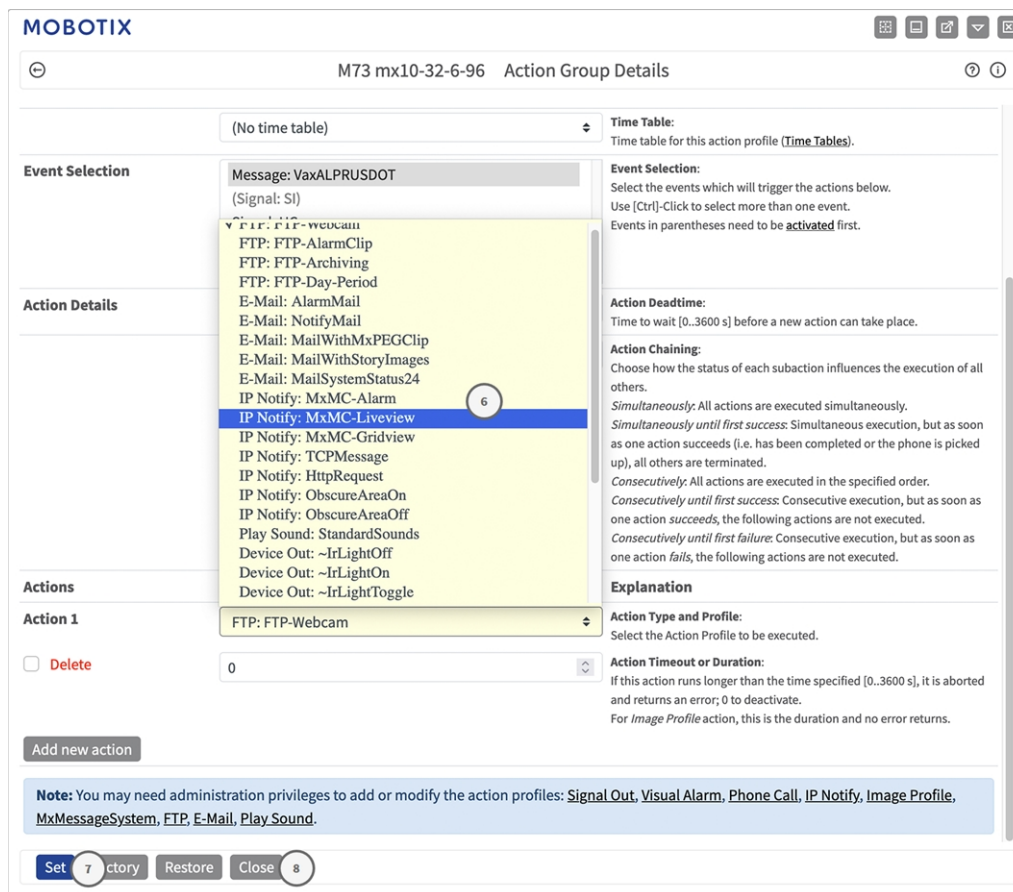 MOBOTIX
M73 mx10-32-6-96 Action Group Details
(No time table)
Time Table:
Time table for this action profile (Time Tables).
Event Selection
Message: VaxALPRUSDOT
(Signal: SI)
Event Selection:
Select the events which will trigger the actions below.
Use [Ctrl]-Click to select more than one event.
Events in parentheses need to be activated first.
FTP: FTP-Webcam
FTP: FTP-AlarmClip
FTP: FTP-Archiving
FTP: FTP-Day-Period
E-Mail: AlarmMail
E-Mail: NotifyMail
E-Mail: MailWithMxPEGClip
E-Mail: MailWithStoryImages
E-Mail: MailSystemStatus24
IP Notify: MxMC-Alarm
6
IP Notify: MxMC-Liveview
IP Notify: MxMC-Gridview
IP Notify: TCPMessage
IP Notify: HttpRequest
IP Notify: ObscureAreaOn
IP Notify: ObscureAreaOff
Play Sound: StandardSounds
Device Out: ~IrLightOff
Device Out: ~IrLightOn
Device Out: ~IrLightToggle
Action Details
Action Deadtime:
Time to wait [0..3600 s] before a new action can take place.
Action Chaining:
Choose how the status of each subaction influences the execution of all
others.
Simultaneously: All actions are executed simultaneously.
Simultaneously until first success: Simultaneous execution, but as soon
as one action succeeds (i.e. has been completed or the phone is picked
up), all others are terminated.
Consecutively: All actions are executed in the specified order.
Consecutively until first success: Consecutive execution, but as soon as
one action succeeds, the following actions are not executed.
Consecutively until first failure: Consecutive execution, but as soon as
one action fails, the following actions are not executed.
Actions
Explanation
Action 1
FTP: FTP-Webcam
Action Type and Profile:
Select the Action Profile to be executed.
Delete
0
Action Timeout or Duration:
If this action runs longer than the time specified [0..3600 s], it is aborted
and returns an error; 0 to deactivate.
For Image Profile action, this is the duration and no error returns.
Add new action
Note: You may need administration privileges to add or modify the action profiles: Signal Out, Visual Alarm, Phone Call, IP Notify, Image Profile,
MxMessageSystem, FTP, E-Mail, Play Sound.
Set 7 ctory Restore Close 8